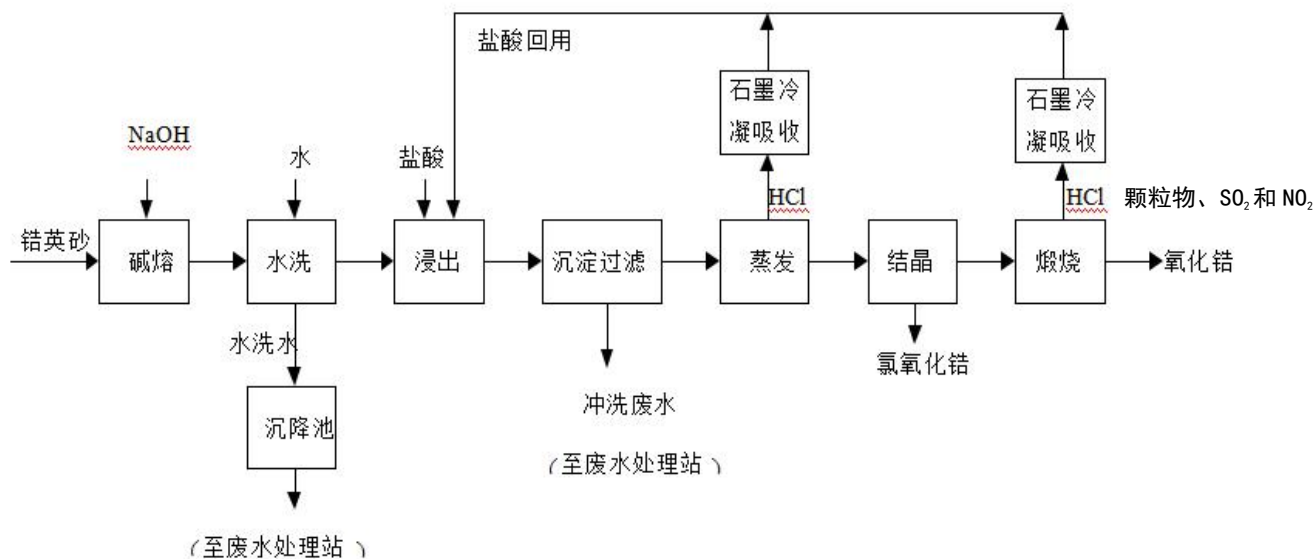 盐酸回用
石墨冷
凝吸收
石墨冷
凝吸收
NaOH
水
盐酸
HCl
HCl 颗粒物、SO₂和 NO₂
锆英砂
碱熔
水洗
浸出
沉淀过滤
蒸发
结晶
煅烧
氧化锆
水洗水
氯氧化锆
沉降池
冲洗废水
（至废水处理站）
（至废水处理站）